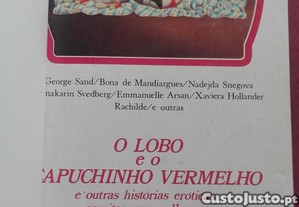 George Sand/Bona de Mandiargues/Nadejda Snegova
nakarin Svedberg/Emmanuelle Arsan/Xaviera Hollander
Rachilde/e outras
O LOBO
e o
CAPUCHINHO VERMELHO
e outras histórias eróti
CustoJusto.pt